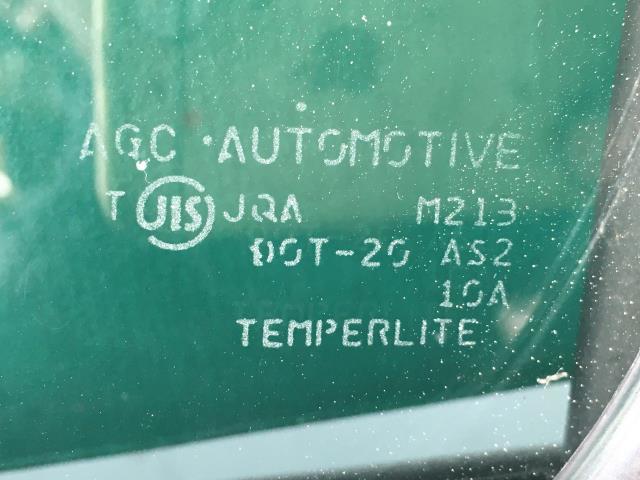 AGC AUTOMOTIVE
T JIS JQA M213
DOT-20 AS2
10A
TEMPERLITE